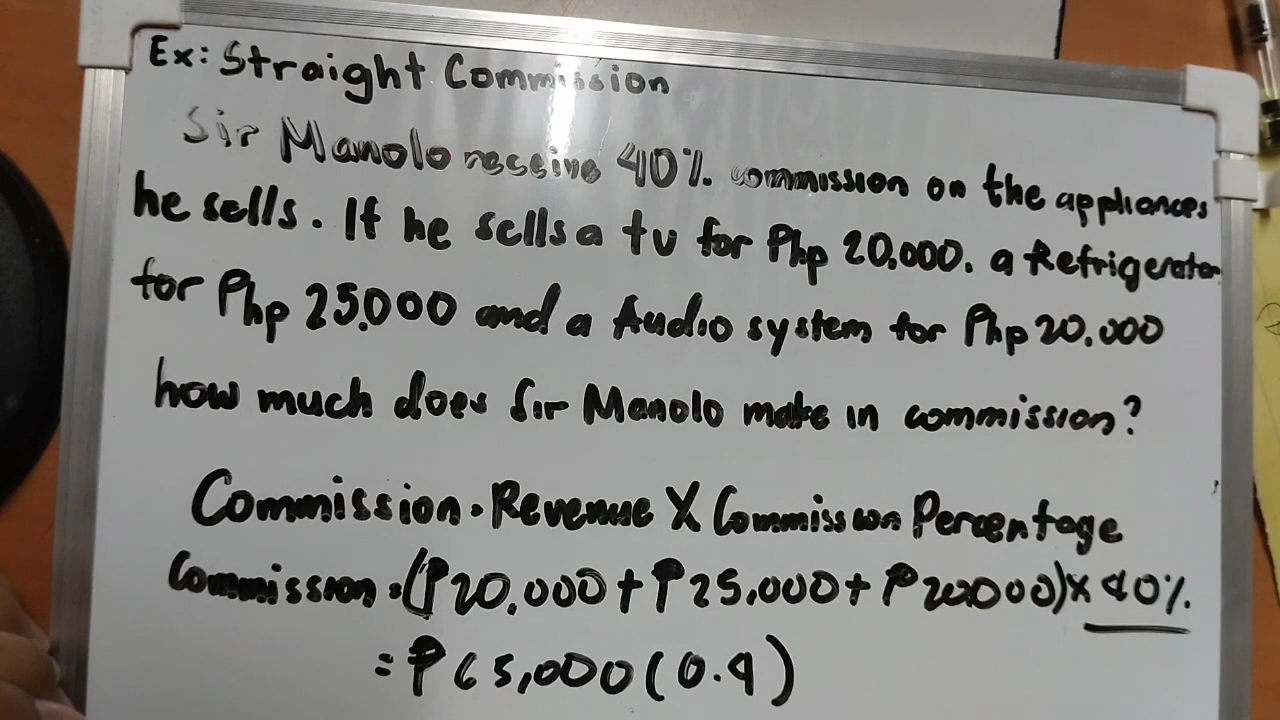 Ex: Straight Commission
Sir Manolo receive 40% commission on the appliances
he sells. If he sells a tv for Php 20,000. a Refrigerator
for Php 25,000 and a Audio system for Php 20,000
how much does Sir Manolo make in commission?
Commission = Revenue X Commission Percentage
Commission = (₱20,000 + ₱25,000 + ₱20,000) x 40%
= ₱65,000 (0.4)